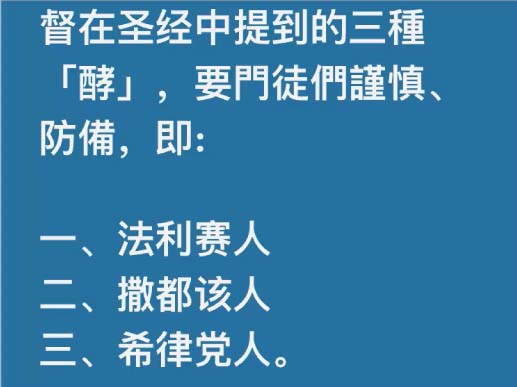 督在圣经中提到的三種
「酵」，要門徒們謹慎、
防備，即:
一、法利赛人
二、撒都该人
三、希律党人。